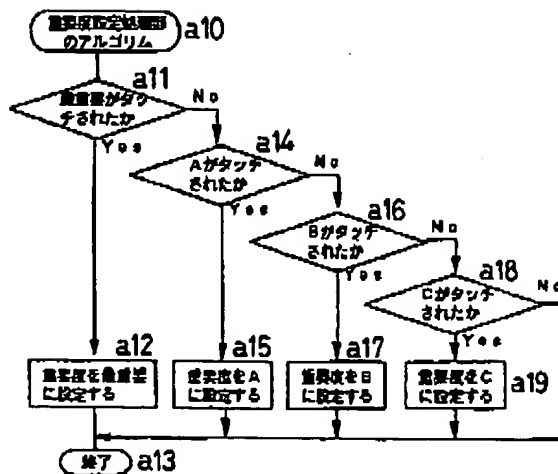 重要度設定処理部
のアルゴリム
a10
a11
最重要がタッ
チされたか
No
Yes
a14
Aがタッチ
されたか
No
Yes
a16
Bがタッチ
されたか
No
Yes
a18
Cがタッチ
されたか
No
Yes
a12
重要度を最重要
に設定する
a15
重要度をA
に設定する
a17
重要度をB
に設定する
重要度をC
に設定する
a19
終了
a13